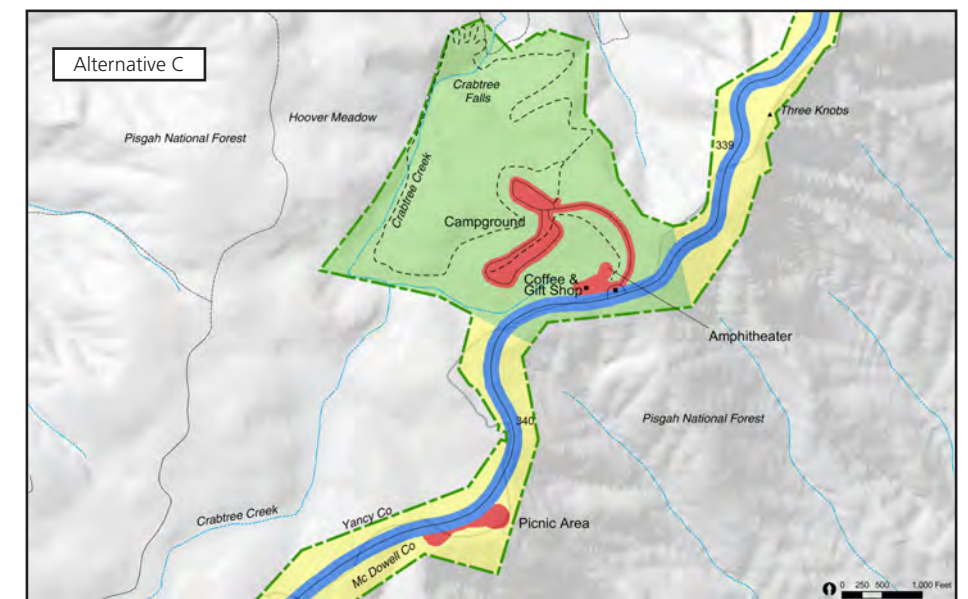 Alternative C
Crabtree
Falls
Three Knobs
Hoover Meadow
Pisgah National Forest
339
Crabtree Creek
Campground
Coffee &
Gift Shop
Amphitheater
Pisgah National Forest
340
Crabtree Creek
Yancy Co
Picnic Area
Mc Dowell Co
0 250 500 1,000 Feet